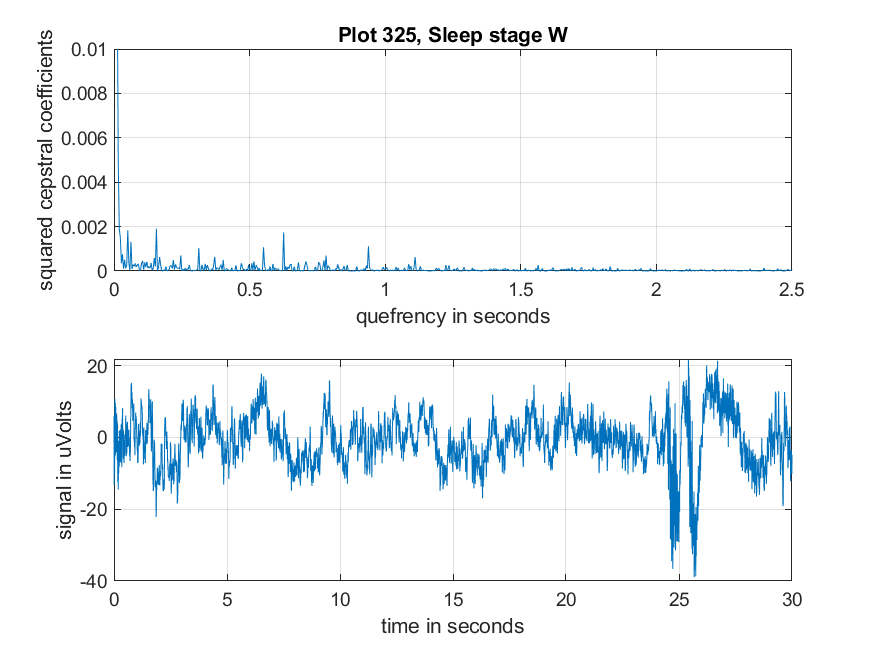 Plot 325, Sleep stage W
squared cepstral coefficients
0.01
0.008
0.006
0.004
0.002
0
0 0.5 1 1.5 2 2.5
quefrency in seconds
signal in uVolts
20
0
-20
-40
0 5 10 15 20 25 30
time in seconds